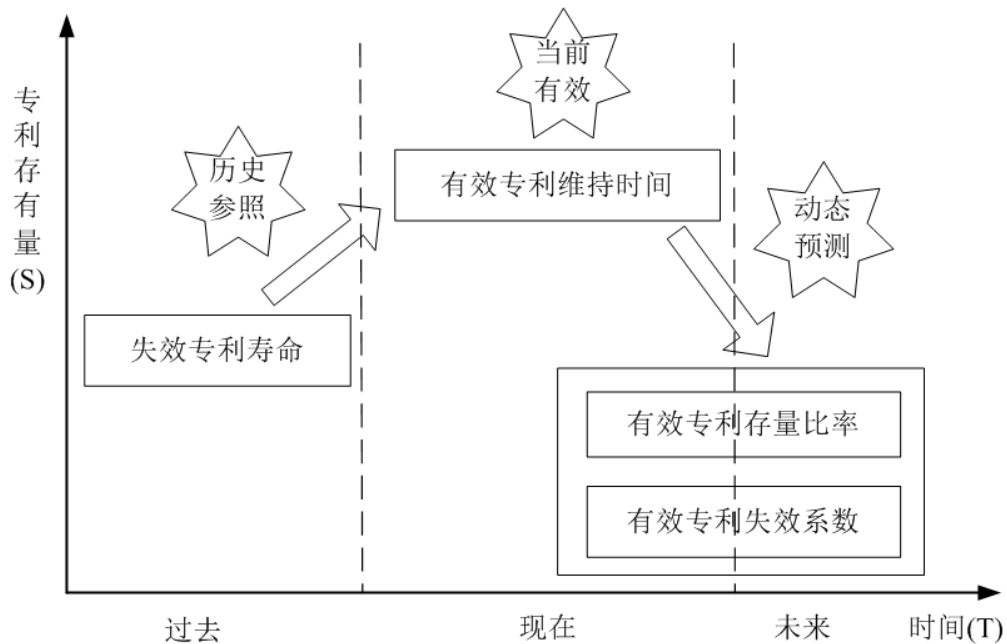 当前
有效
专利存有量(S)
历史
参照
有效专利维持时间
动态
预测
失效专利寿命
有效专利存量比率
有效专利失效系数
过去
现在
未来
时间(T)